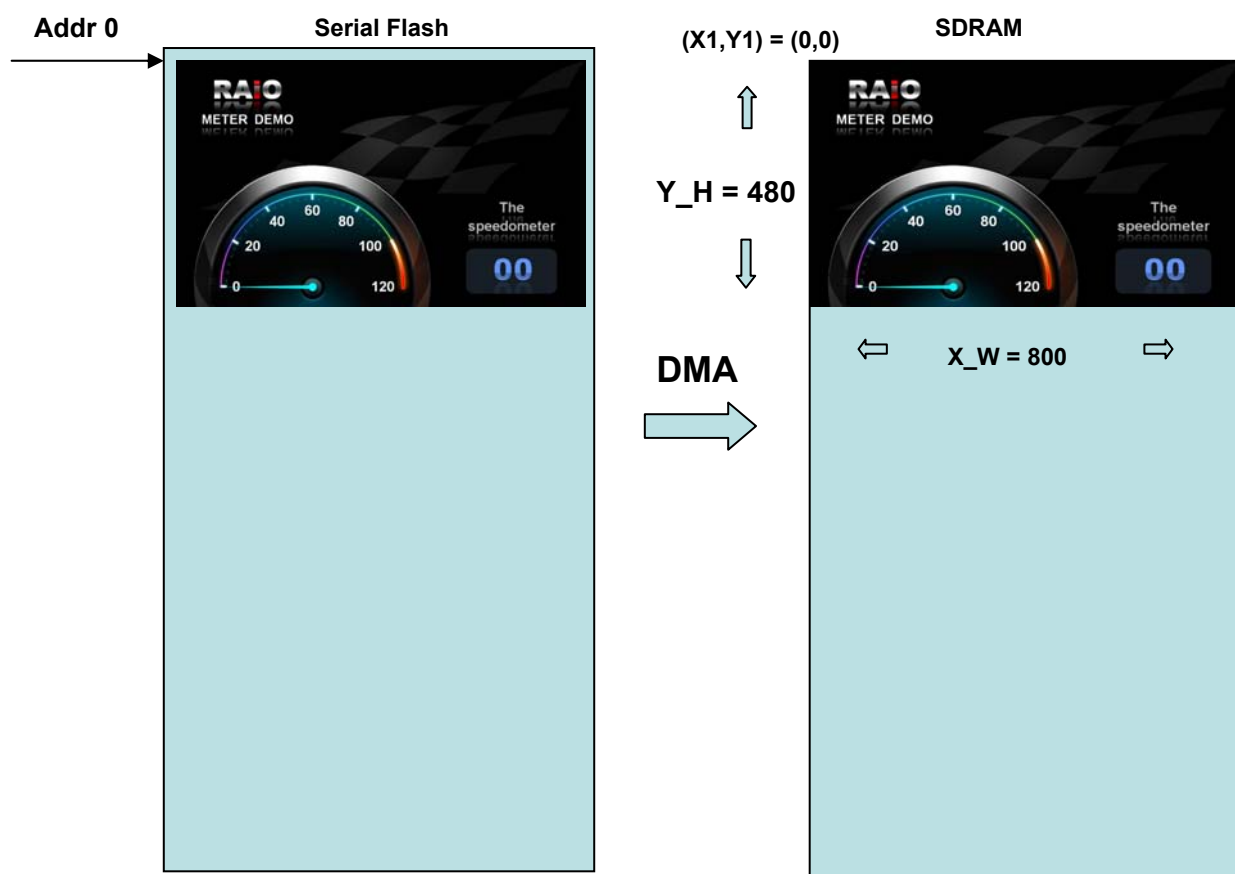 Addr 0
Serial Flash
(X1,Y1) = (0,0)
SDRAM
RAiO
METER DEMO
0
20
40
60
80
100
120
The
speedometer
00
Y_H = 480
RAiO
METER DEMO
0
20
40
60
80
100
120
The
speedometer
00
X_W = 800
DMA